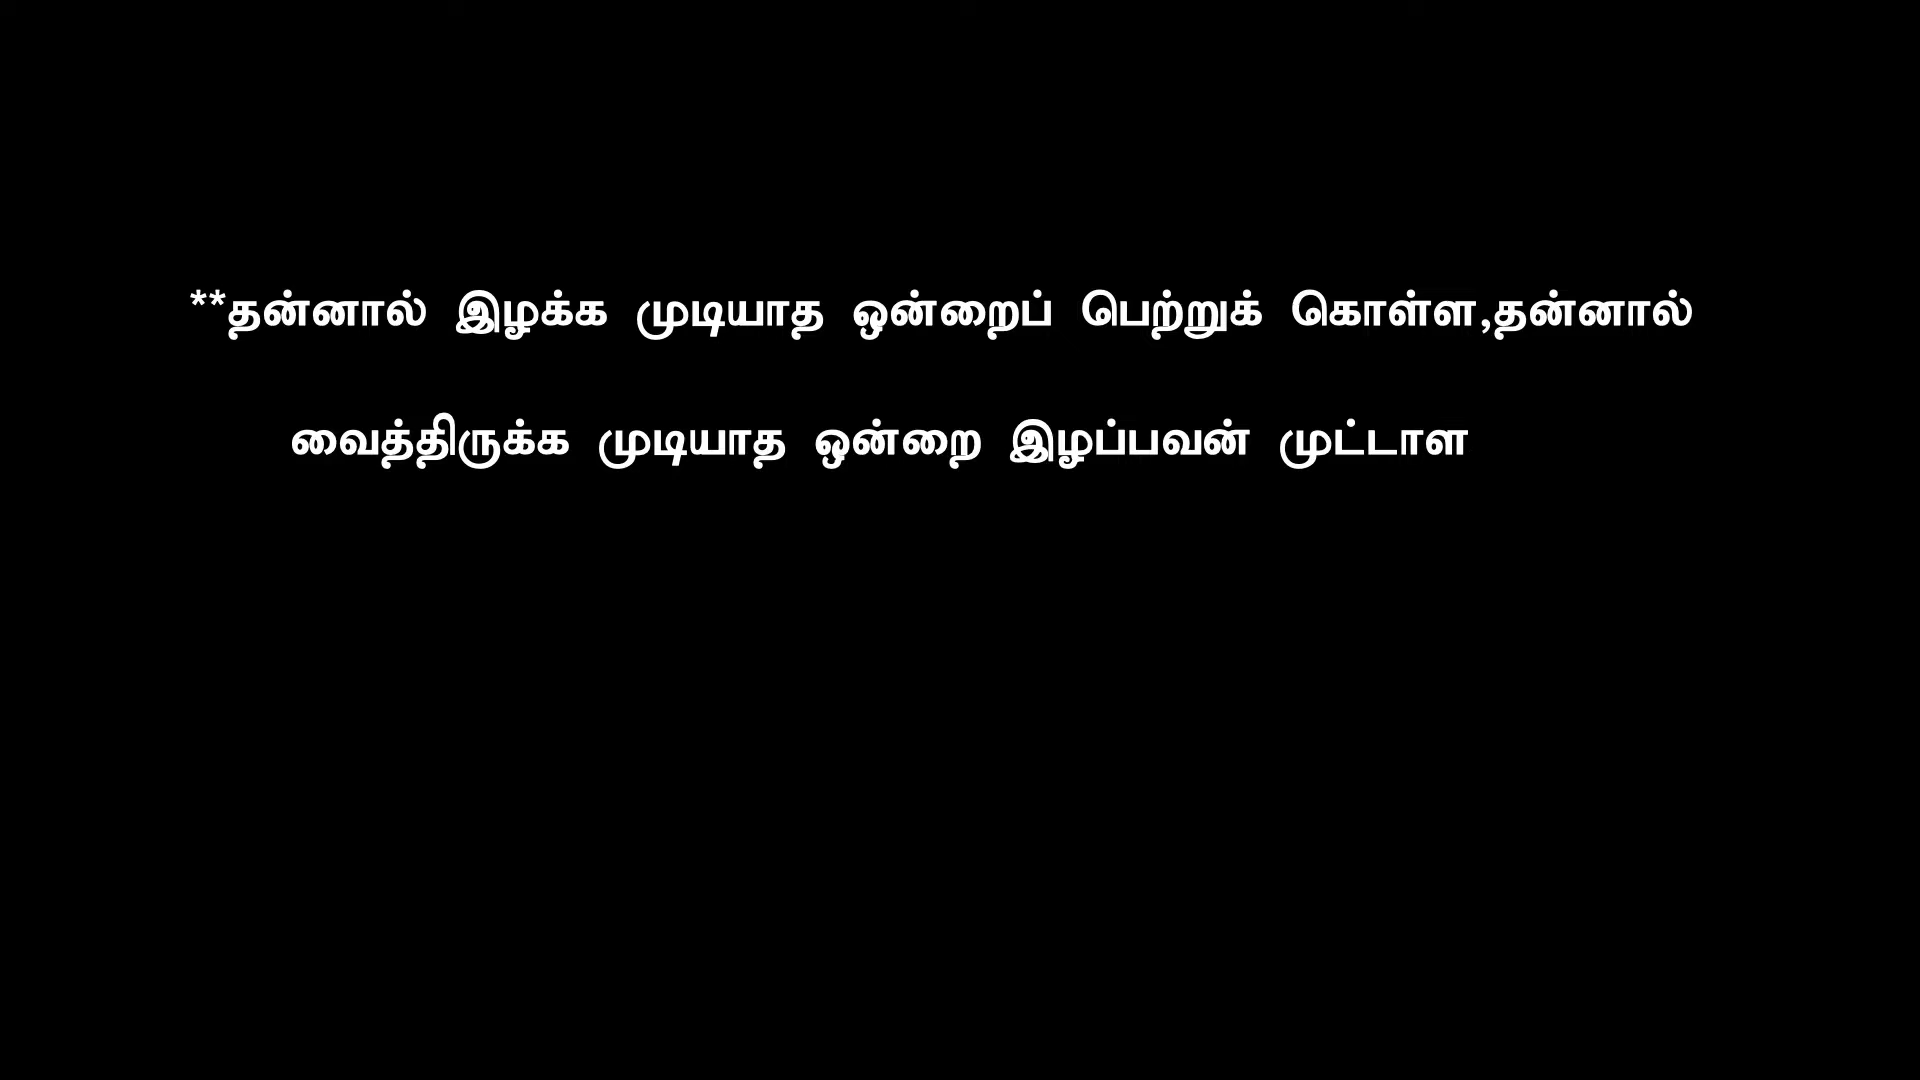 **தன்னால் இழக்க முடியாத ஒன்றைப் பெற்றுக் கொள்ள,தன்னால்
வைத்திருக்க முடியாத ஒன்றை இழப்பவன் முட்டாள